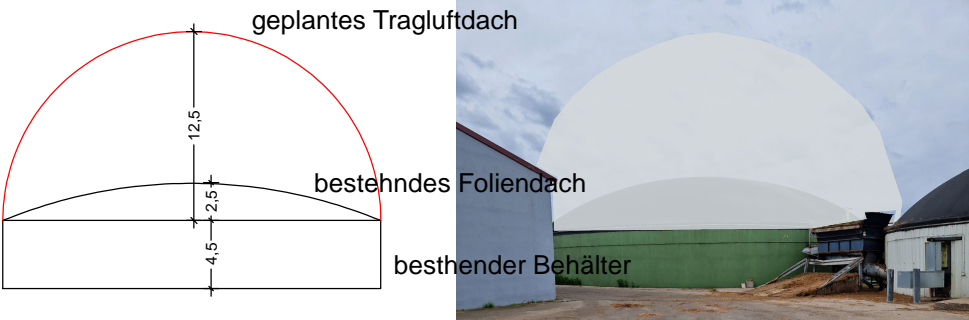 geplantes Tragluftdach
12,5
bestehndes Foliendach
2,5
4,5
besthender Behälter